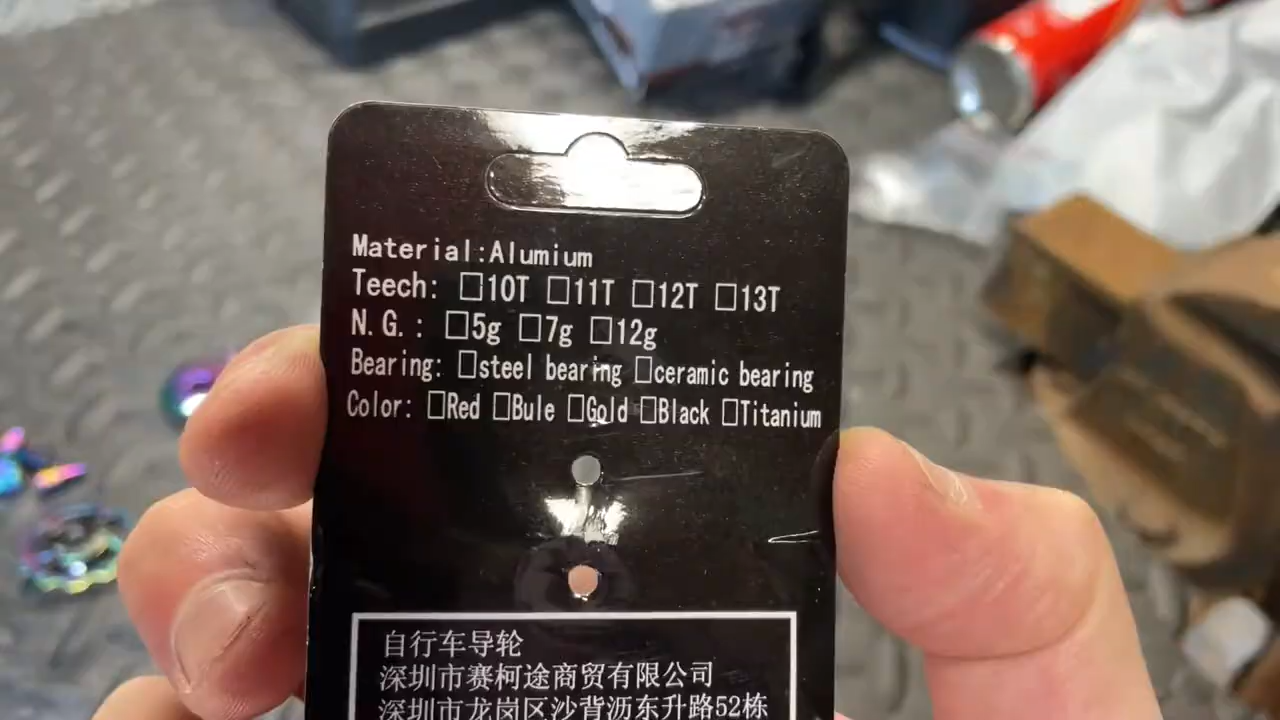 Material:Alumium
Teech: □10T □11T □12T □13T
N.G.: □5g □7g □12g
Bearing: □steel bearing □ceramic bearing
Color: □Red □Bule □Gold □Black □Titanium
自行车导轮
深圳市赛柯途商贸有限公司
深圳市龙岗区沙背沥东升路52栋